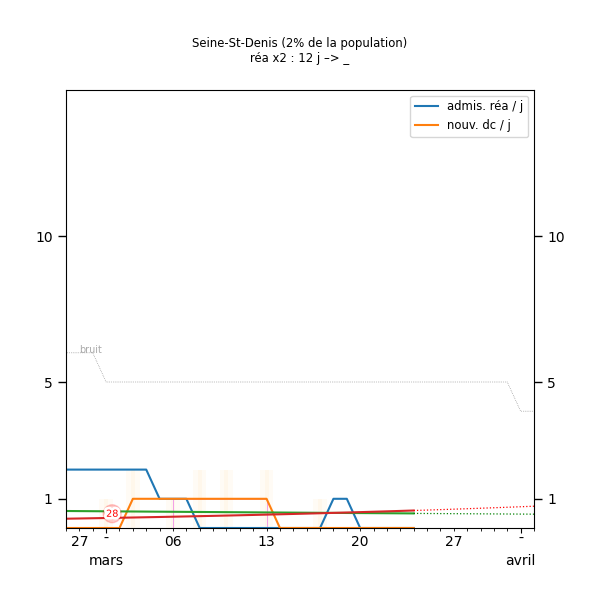 Seine-St-Denis (2% de la population)
réa x2 : 12 j –> _
admis. réa / j
nouv. dc / j
10 10
bruit
5 5
1 1
28
27 - 06 13 20 27 -
mars avril